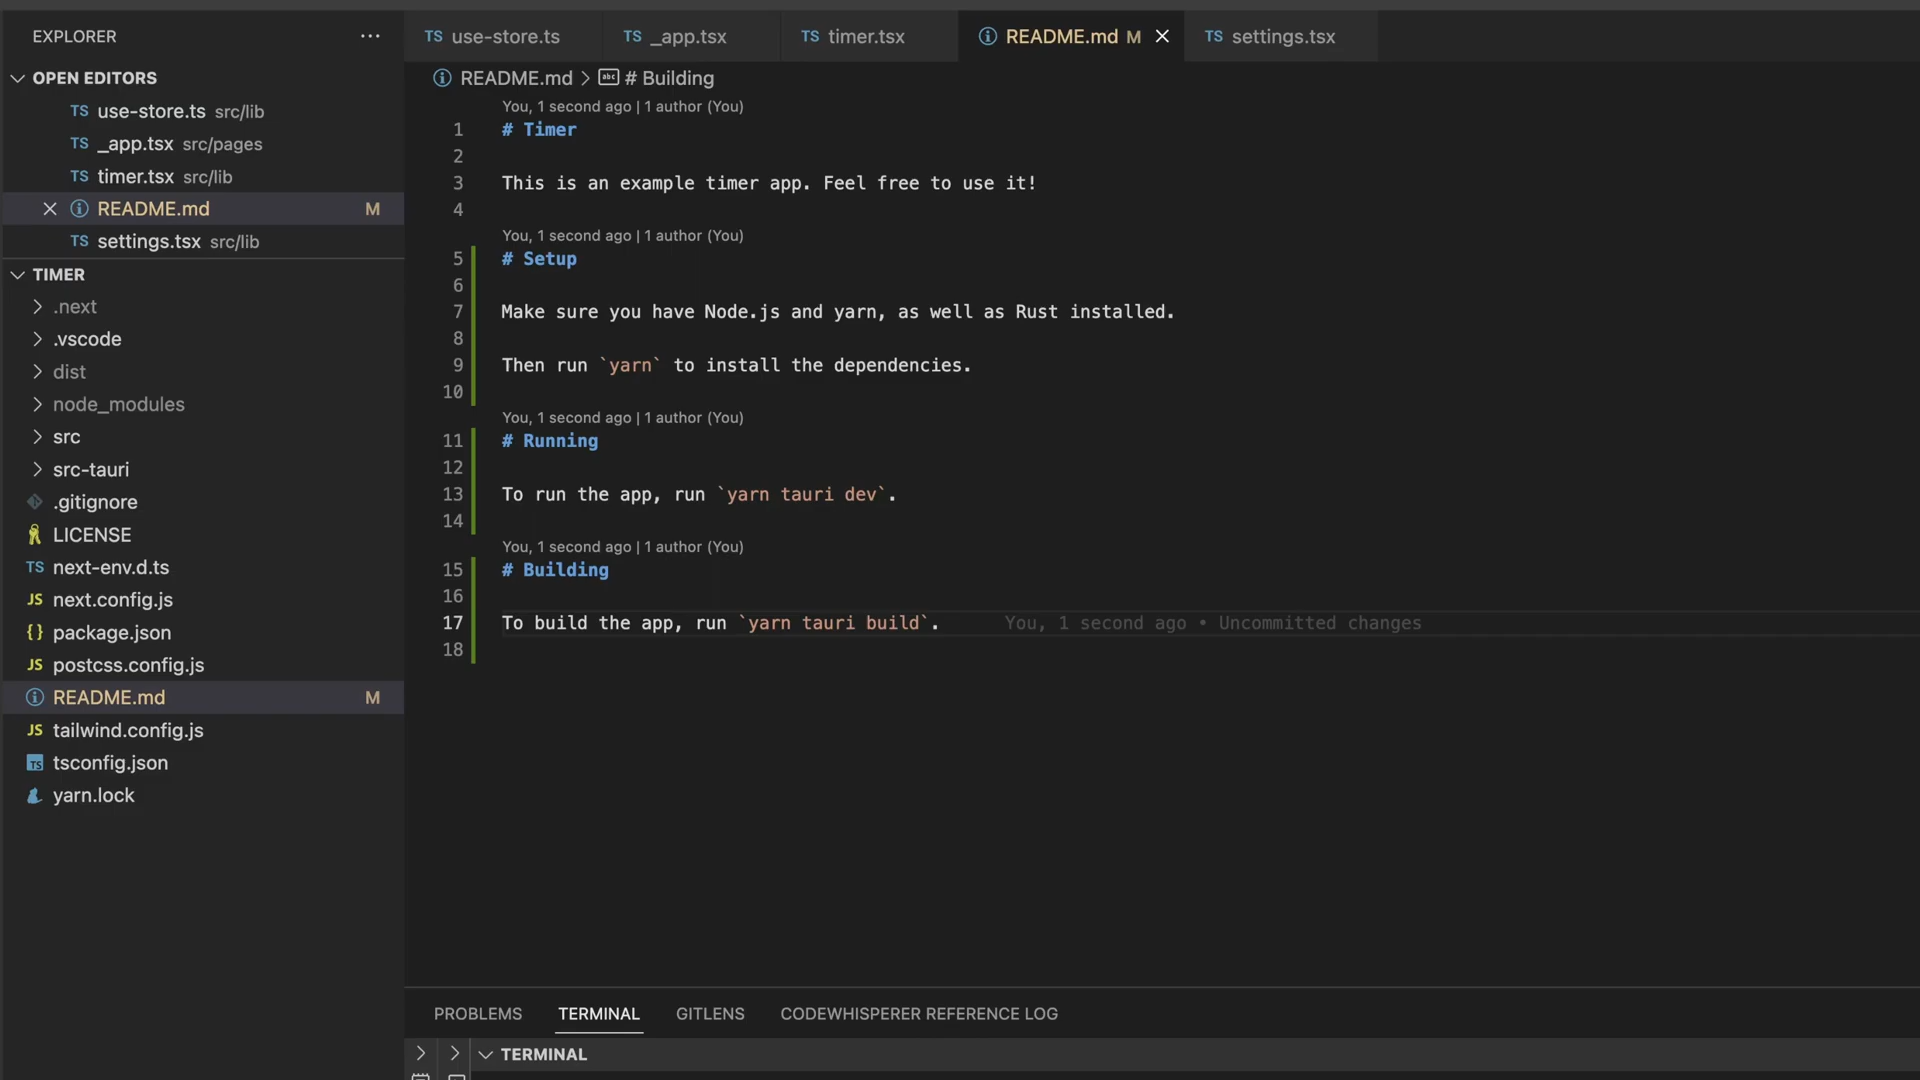 EXPLORER
OPEN EDITORS
TS use-store.ts src/lib
TS _app.tsx src/pages
TS timer.tsx src/lib
README.md M
TS settings.tsx src/lib
TIMER
.next
.vscode
dist
node_modules
src
src-tauri
.gitignore
LICENSE
TS next-env.d.ts
JS next.config.js
{} package.json
JS postcss.config.js
README.md M
JS tailwind.config.js
TS tsconfig.json
yarn.lock
TS use-store.ts
TS _app.tsx
TS timer.tsx
README.md M
TS settings.tsx
README.md > abc # Building
You, 1 second ago | 1 author (You)
1 # Timer
2
3 This is an example timer app. Feel free to use it!
4
You, 1 second ago | 1 author (You)
5 # Setup
6
7 Make sure you have Node.js and yarn, as well as Rust installed.
8
9 Then run `yarn` to install the dependencies.
10
You, 1 second ago | 1 author (You)
11 # Running
12
13 To run the app, run `yarn tauri dev`.
14
You, 1 second ago | 1 author (You)
15 # Building
16
17 To build the app, run `yarn tauri build`. You, 1 second ago • Uncommitted changes
18
PROBLEMS TERMINAL GITLENS CODEWHISPERER REFERENCE LOG
TERMINAL